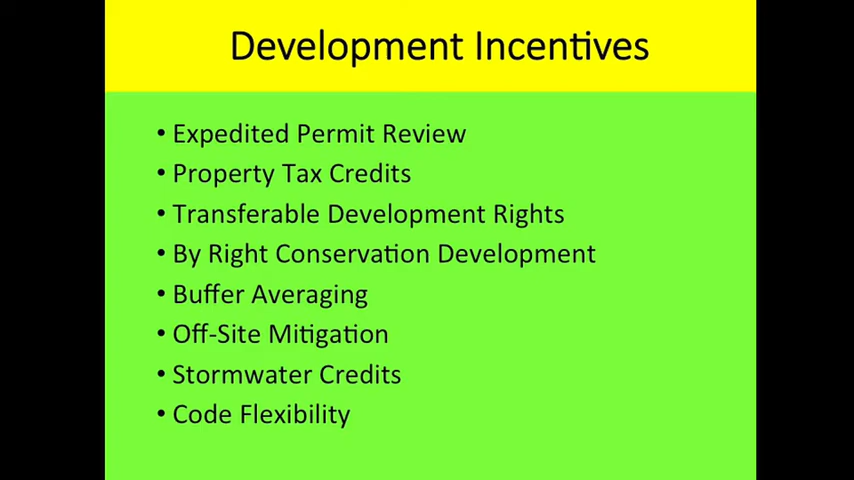 Development Incentives
• Expedited Permit Review
• Property Tax Credits
• Transferable Development Rights
• By Right Conservation Development
• Buffer Averaging
• Off-Site Mitigation
• Stormwater Credits
• Code Flexibility